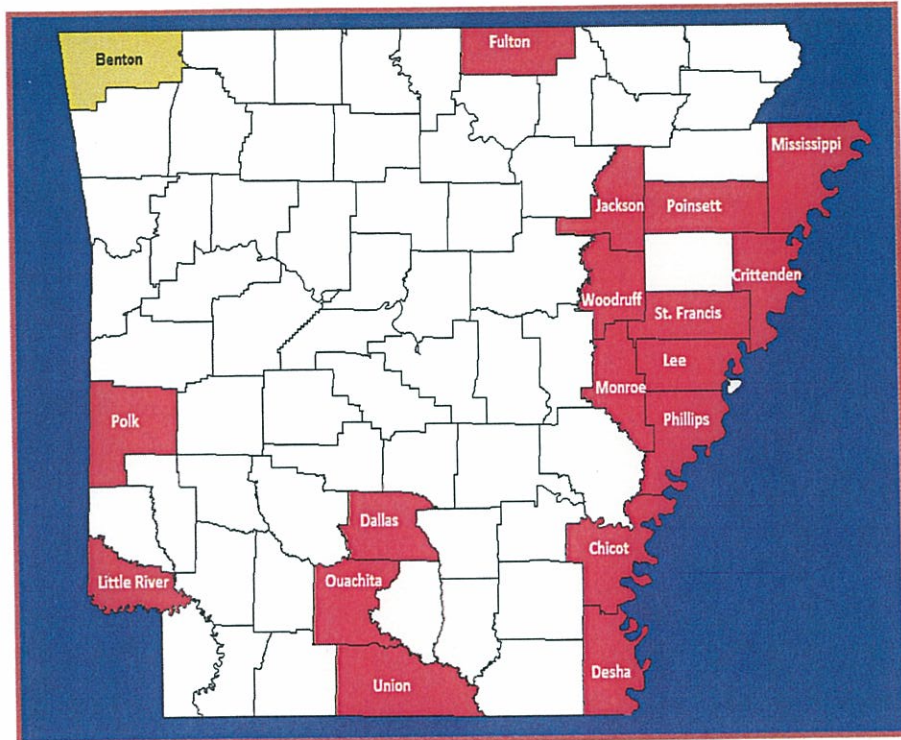 Benton
Fulton
Mississippi
Jackson
Poinsett
Crittenden
Woodruff
St. Francis
Lee
Monroe
Phillips
Polk
Dallas
Chicot
Little River
Ouachita
Desha
Union